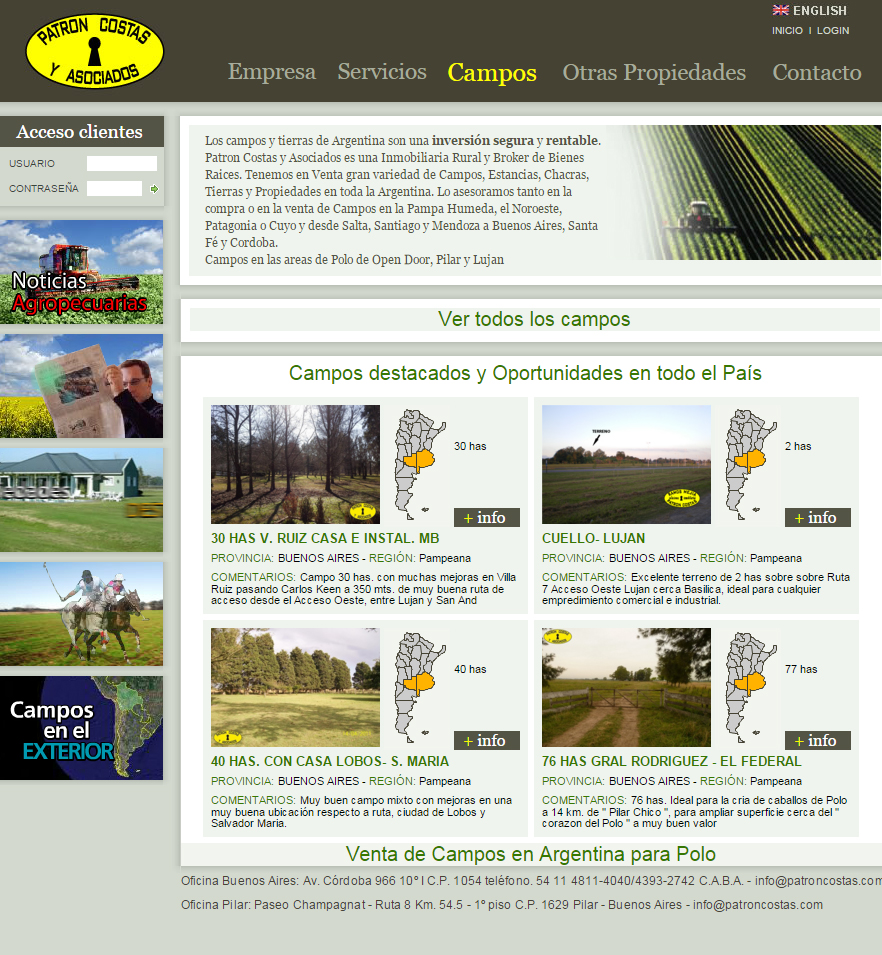 PATRON COSTAS
Y ASOCIADOS
ENGLISH
INICIO I LOGIN
Empresa Servicios Campos Otras Propiedades Contacto
Acceso clientes
USUARIO
CONTRASEÑA
Noticias
Agropecuarias
Campos
en el
EXTERIOR
Los campos y tierras de Argentina son una inversión segura y rentable.
Patron Costas y Asociados es una Inmobiliaria Rural y Broker de Bienes
Raices. Tenemos en Venta gran variedad de Campos, Estancias, Chacras,
Tierras y Propiedades en toda la Argentina. Lo asesoramos tanto en la
compra o en la venta de Campos en la Pampa Humeda, el Noroeste,
Patagonia o Cuyo y desde Salta, Santiago y Mendoza a Buenos Aires, Santa
Fé y Cordoba.
Campos en las areas de Polo de Open Door, Pilar y Lujan
Ver todos los campos
Campos destacados y Oportunidades en todo el País
30 has
+ info
30 HAS V. RUIZ CASA E INSTAL. MB
PROVINCIA: BUENOS AIRES - REGIÓN: Pampeana
COMENTARIOS: Campo 30 has. con muchas mejoras en Villa
Ruiz pasando Carlos Keen a 350 mts. de muy buena ruta de
acceso desde el Acceso Oeste, entre Lujan y San And
TERRENO
2 has
+ info
CUELLO- LUJAN
PROVINCIA: BUENOS AIRES - REGIÓN: Pampeana
COMENTARIOS: Excelente terreno de 2 has sobre sobre Ruta
7 Acceso Oeste Lujan cerca Basilica, ideal para cualquier
empredimiento comercial e industrial.
40 has
+ info
40 HAS. CON CASA LOBOS- S. MARIA
PROVINCIA: BUENOS AIRES - REGIÓN: Pampeana
COMENTARIOS: Muy buen campo mixto con mejoras en una
muy buena ubicación respecto a ruta, ciudad de Lobos y
Salvador Maria.
77 has
+ info
76 HAS GRAL RODRIGUEZ - EL FEDERAL
PROVINCIA: BUENOS AIRES - REGIÓN: Pampeana
COMENTARIOS: 76 has. Ideal para la cria de caballos de Polo
a 14 km. de " Pilar Chico ", para ampliar superficie cerca del "
corazon del Polo " a muy buen valor
Venta de Campos en Argentina para Polo
Oficina Buenos Aires: Av. Córdoba 966 10° I C.P. 1054 teléfono. 54 11 4811-4040/4393-2742 C.A.B.A. - info@patroncostas.com
Oficina Pilar: Paseo Champagnat - Ruta 8 Km. 54.5 - 1° piso C.P. 1629 Pilar - Buenos Aires - info@patroncostas.com